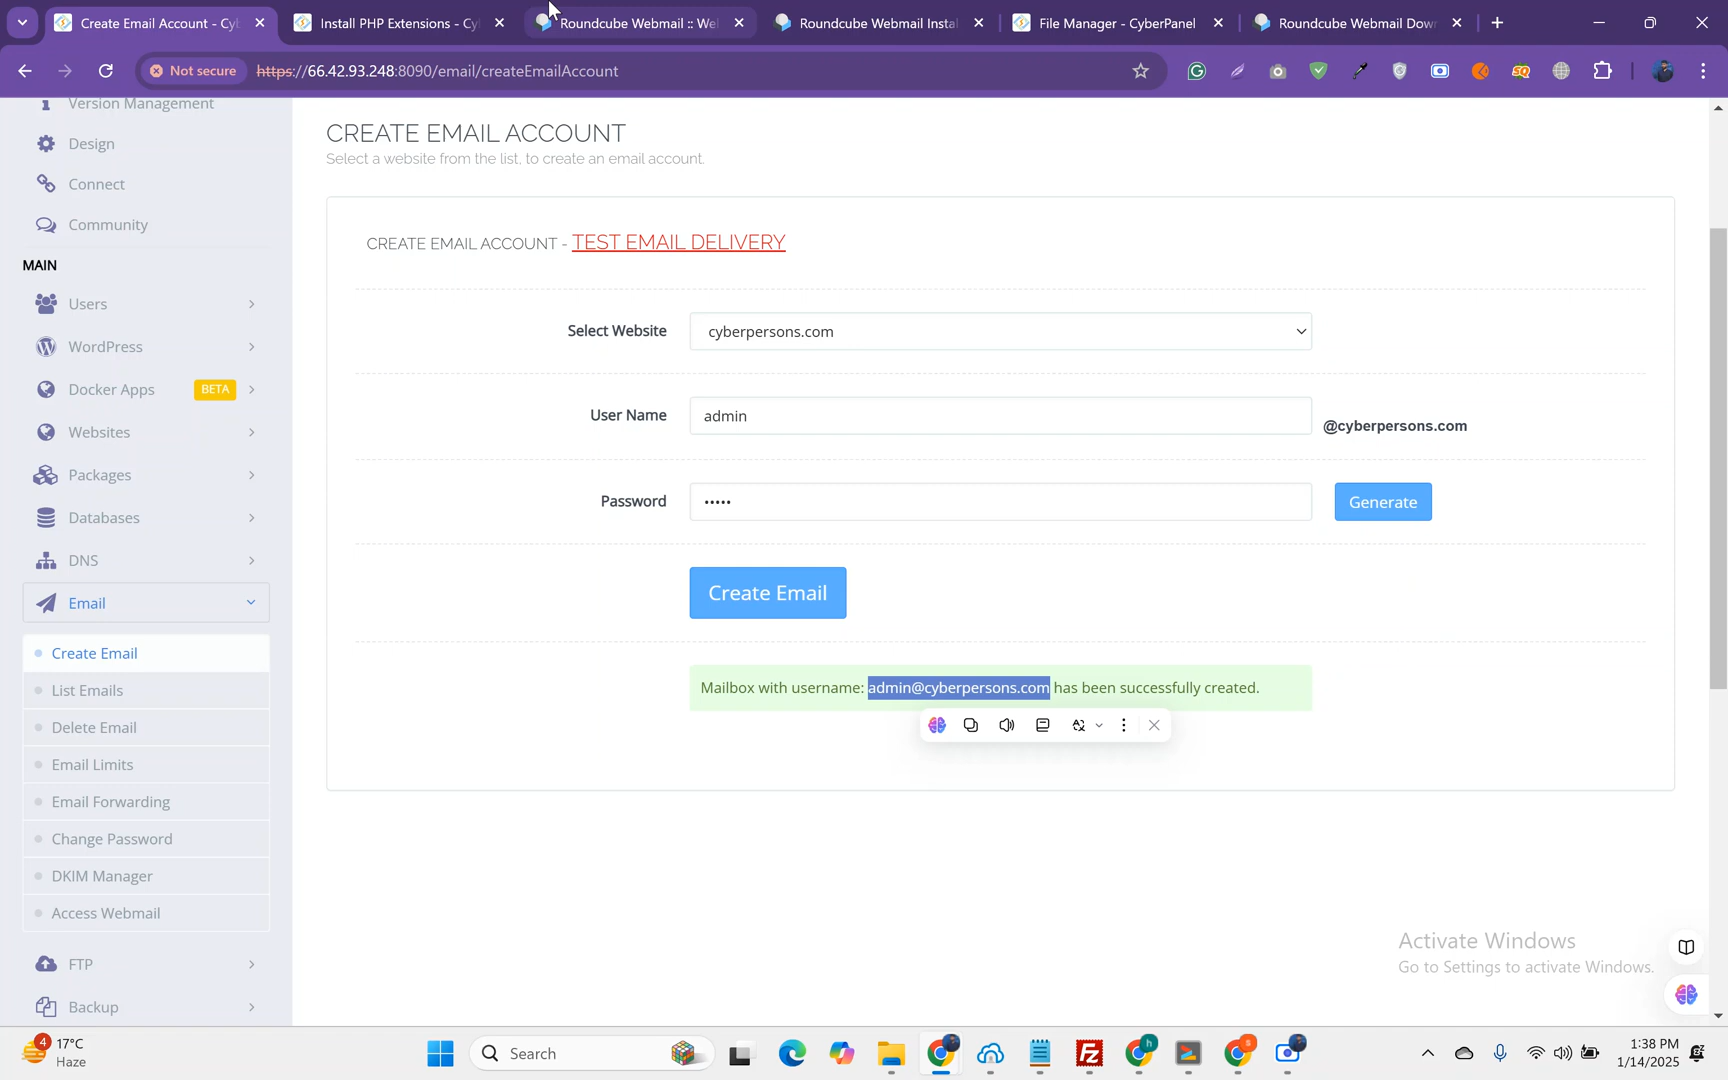 Create Email Account - Cy
Install PHP Extensions - Cy
Roundcube Webmail :: We
Roundcube Webmail Instal
File Manager - CyberPanel
Roundcube Webmail Dow
Not secure
https://66.42.93.248:8090/email/createEmailAccount
Version Management
Design
Connect
Community
MAIN
Users
WordPress
Docker Apps
BETA
Websites
Packages
Databases
DNS
Email
Create Email
List Emails
Delete Email
Email Limits
Email Forwarding
Change Password
DKIM Manager
Access Webmail
FTP
Backup
CREATE EMAIL ACCOUNT
Select a website from the list, to create an email account.
CREATE EMAIL ACCOUNT - TEST EMAIL DELIVERY
Select Website
cyberpersons.com
User Name
admin
@cyberpersons.com
Password
•••••
Generate
Create Email
Mailbox with username: admin@cyberpersons.com has been successfully created.
Activate Windows
Go to Settings to activate Windows.
4
17°C
Haze
Search
h
s
1:38 PM
1/14/2025